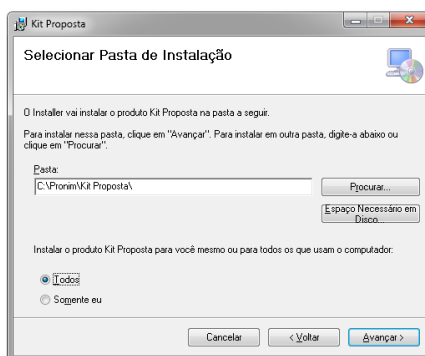 Kit Proposta
Selecionar Pasta de Instalação
O Installer vai instalar o produto Kit Proposta na pasta a seguir.
Para instalar nessa pasta, clique em "Avançar". Para instalar em outra pasta, digite-a abaixo ou
clique em "Procurar".
Pasta:
C:\Pronim\Kit Proposta\
Procurar...
Espaço Necessário em
Disco...
Instalar o produto Kit Proposta para você mesmo ou para todos os que usam o computador:
Todos
Somente eu
Cancelar
< Voltar
Avançar >